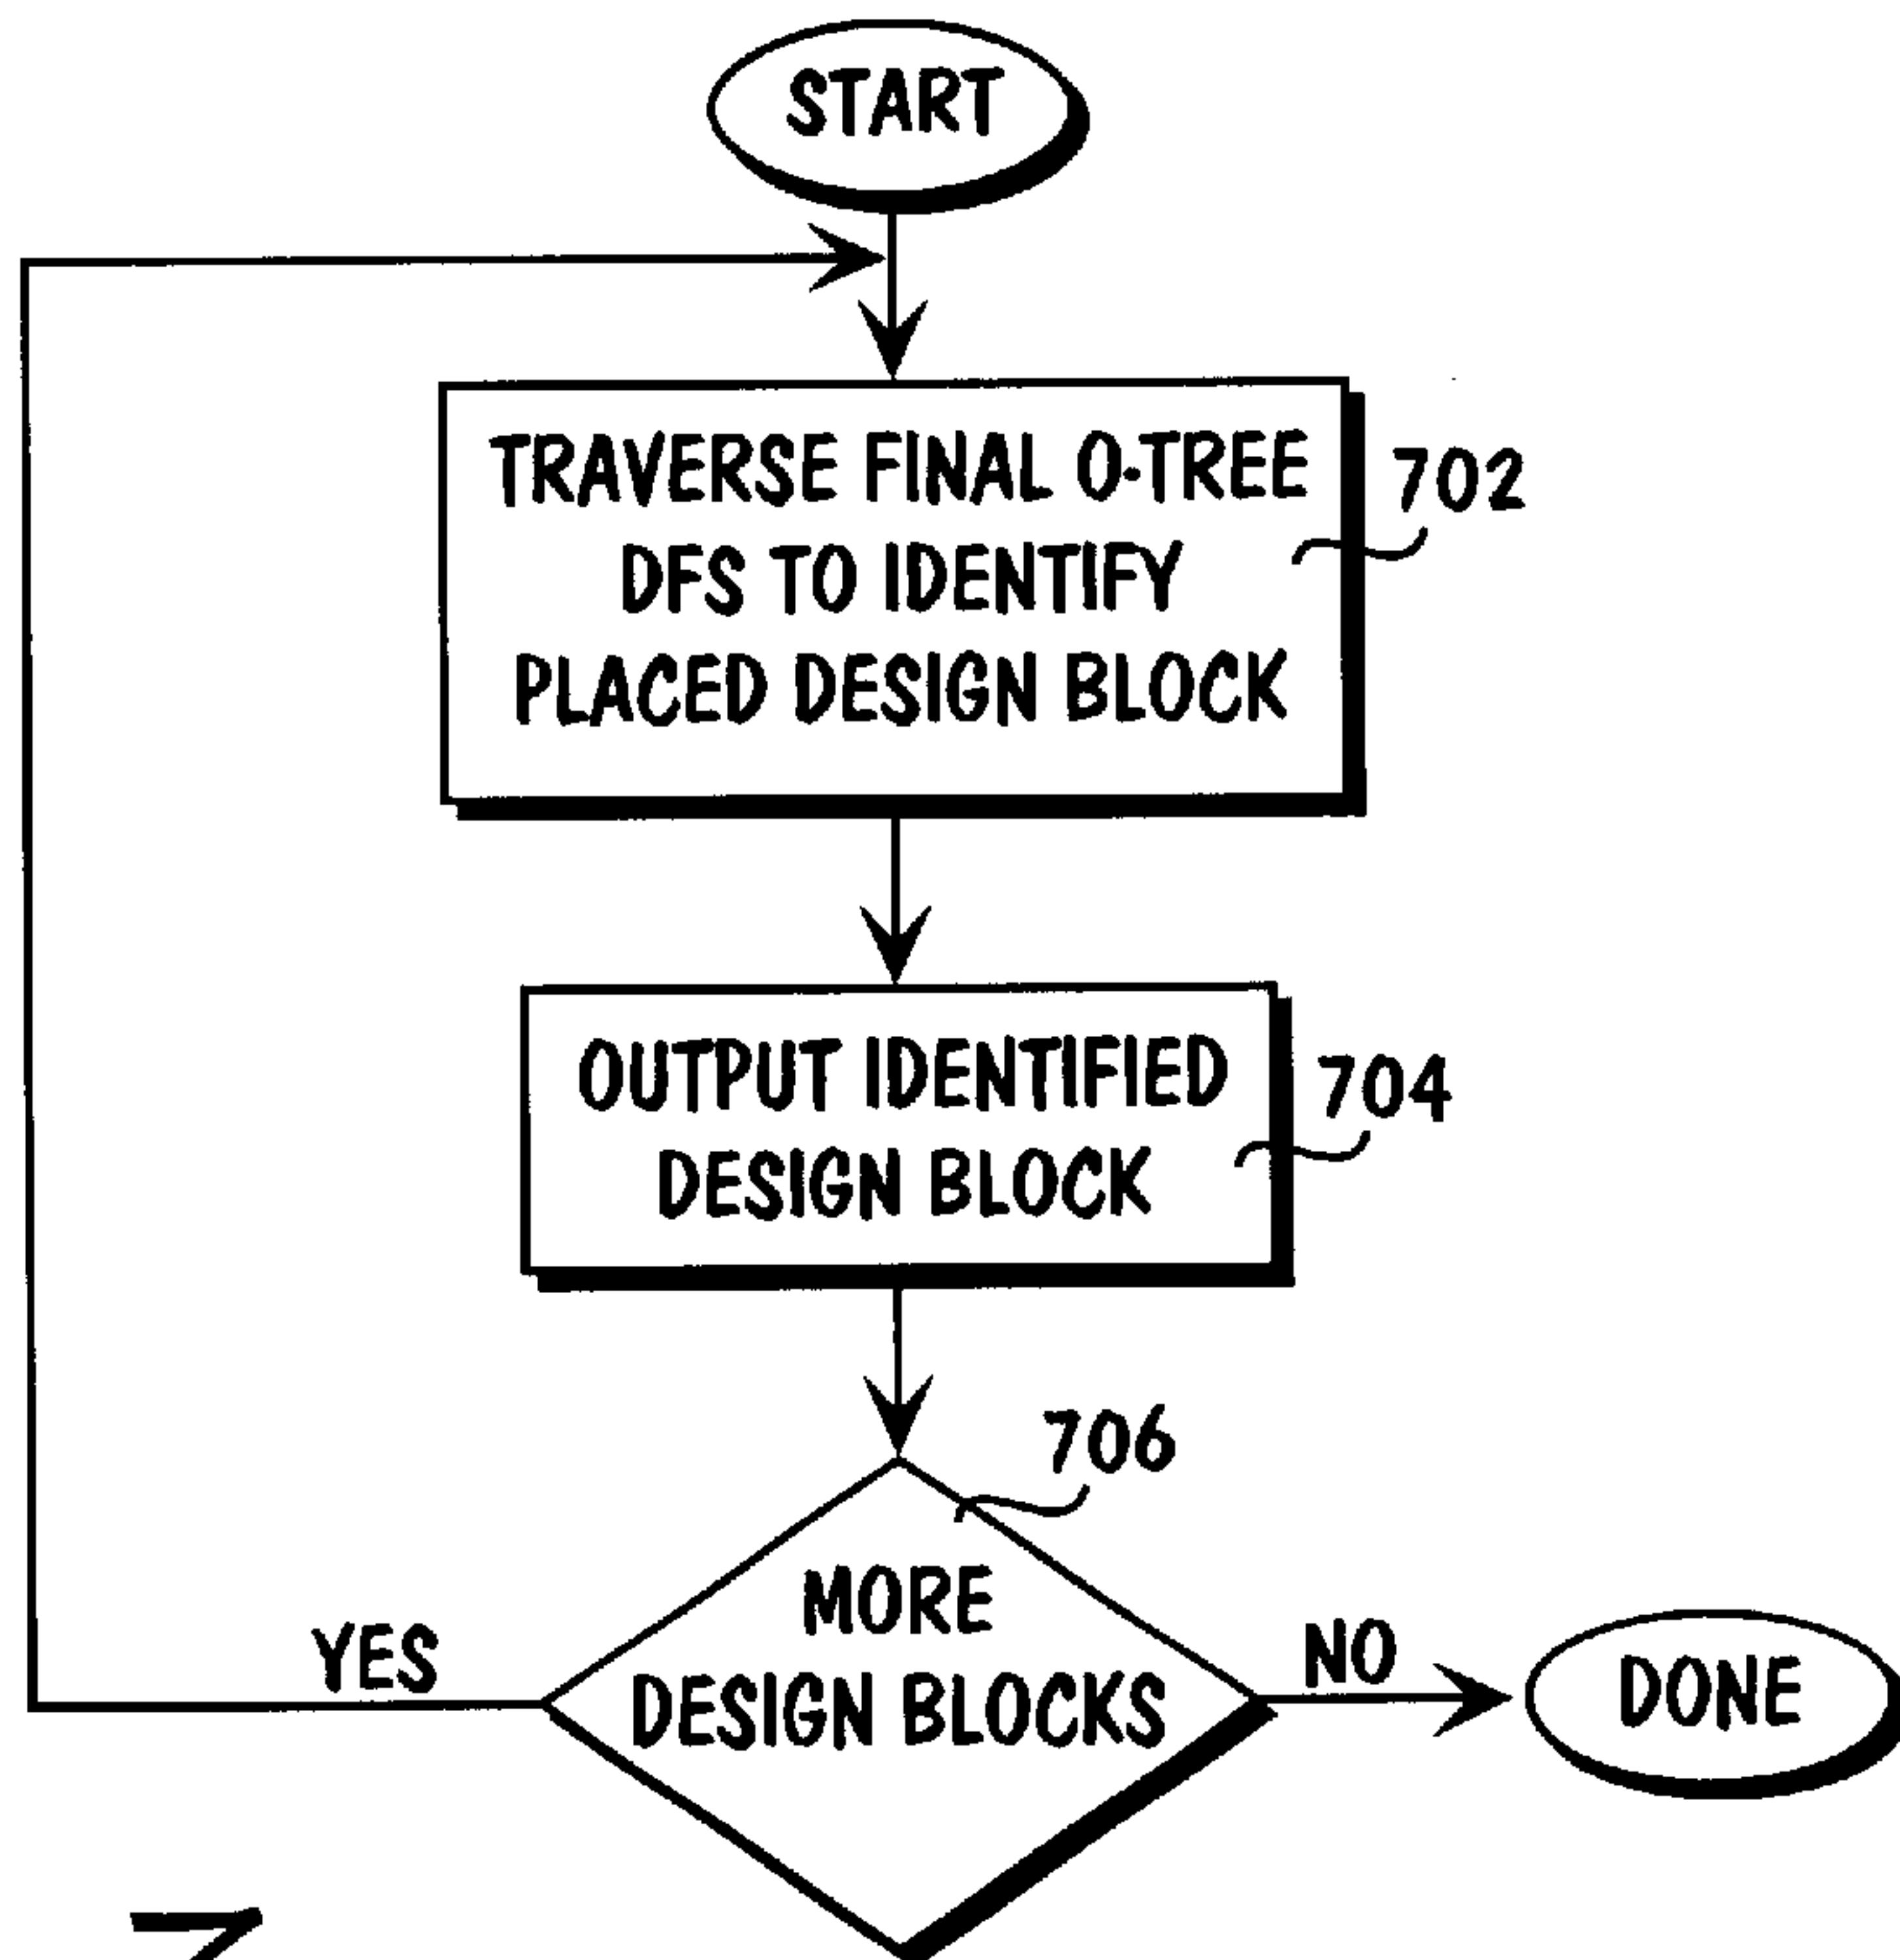 START
TRAVERSE FINAL O-TREE
DFS TO IDENTIFY
PLACED DESIGN BLOCK
702
OUTPUT IDENTIFIED
DESIGN BLOCK
704
706
MORE
DESIGN BLOCKS
YES
NO
DONE